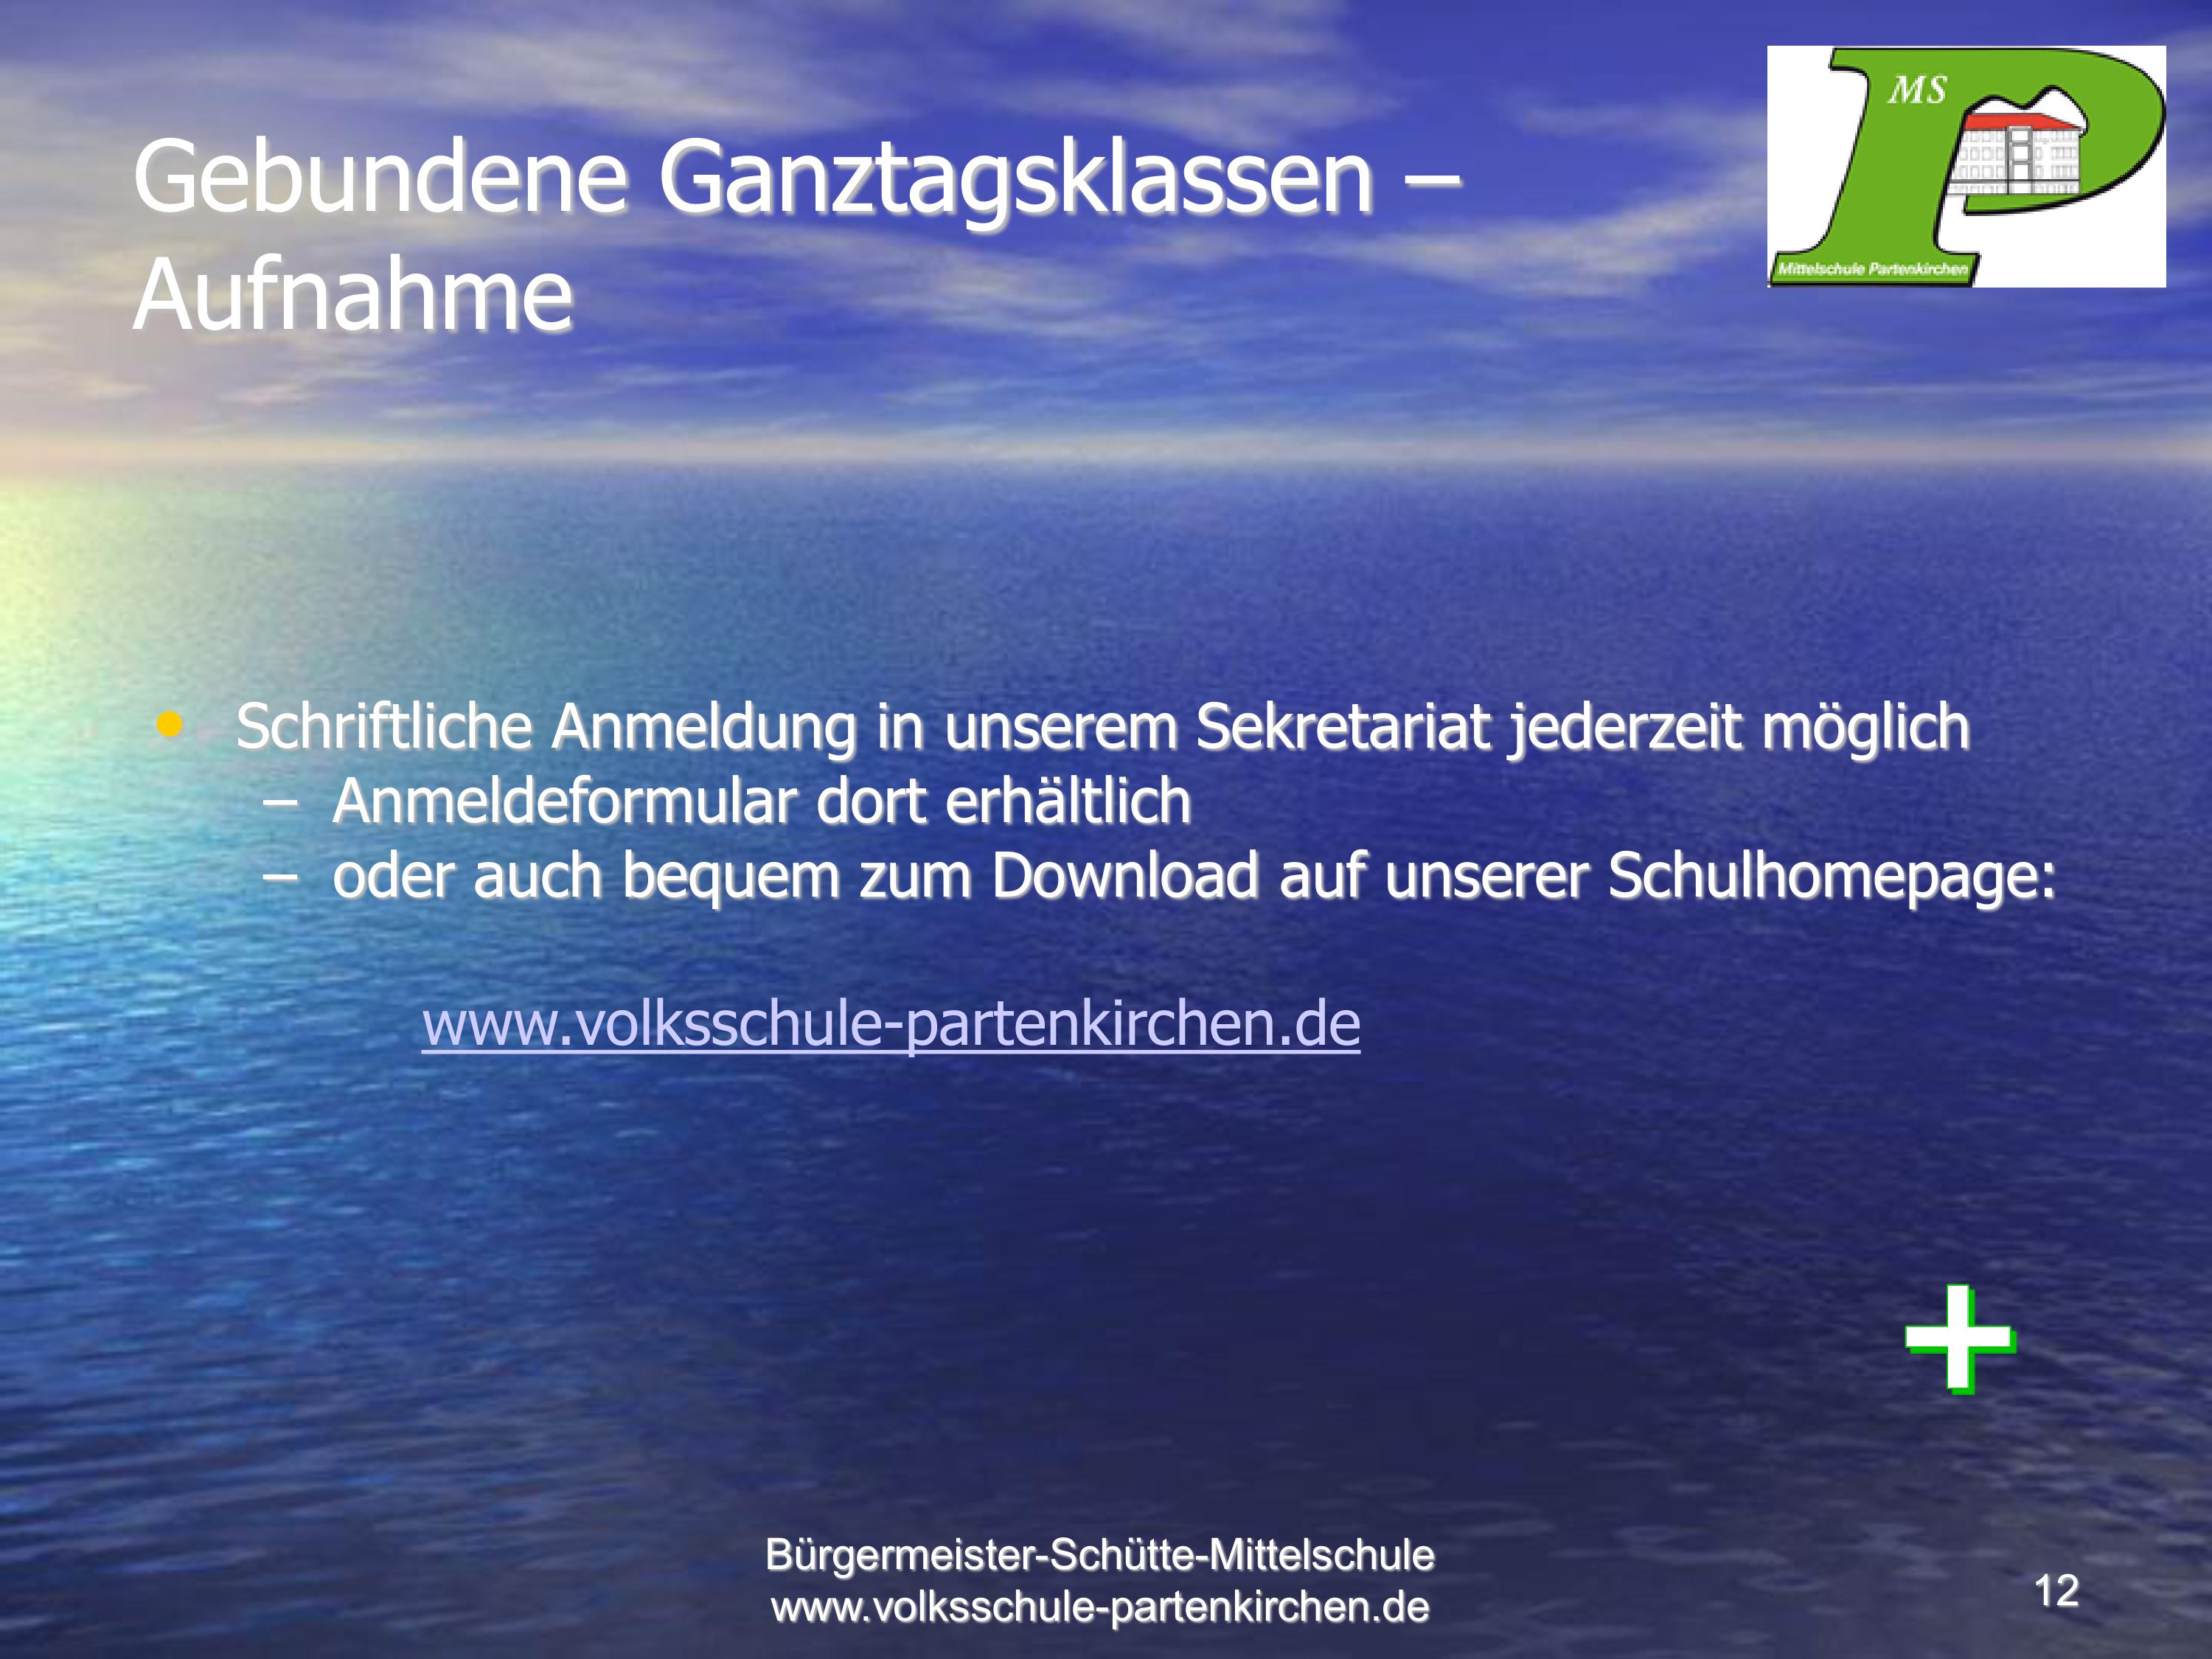 MS
Mittelschule Partenkirchen
Gebundene Ganztagsklassen –
Aufnahme
• Schriftliche Anmeldung in unserem Sekretariat jederzeit möglich
– Anmeldeformular dort erhältlich
– oder auch bequem zum Download auf unserer Schulhomepage:
www.volksschule-partenkirchen.de
+
Bürgermeister-Schütte-Mittelschule
www.volksschule-partenkirchen.de
12